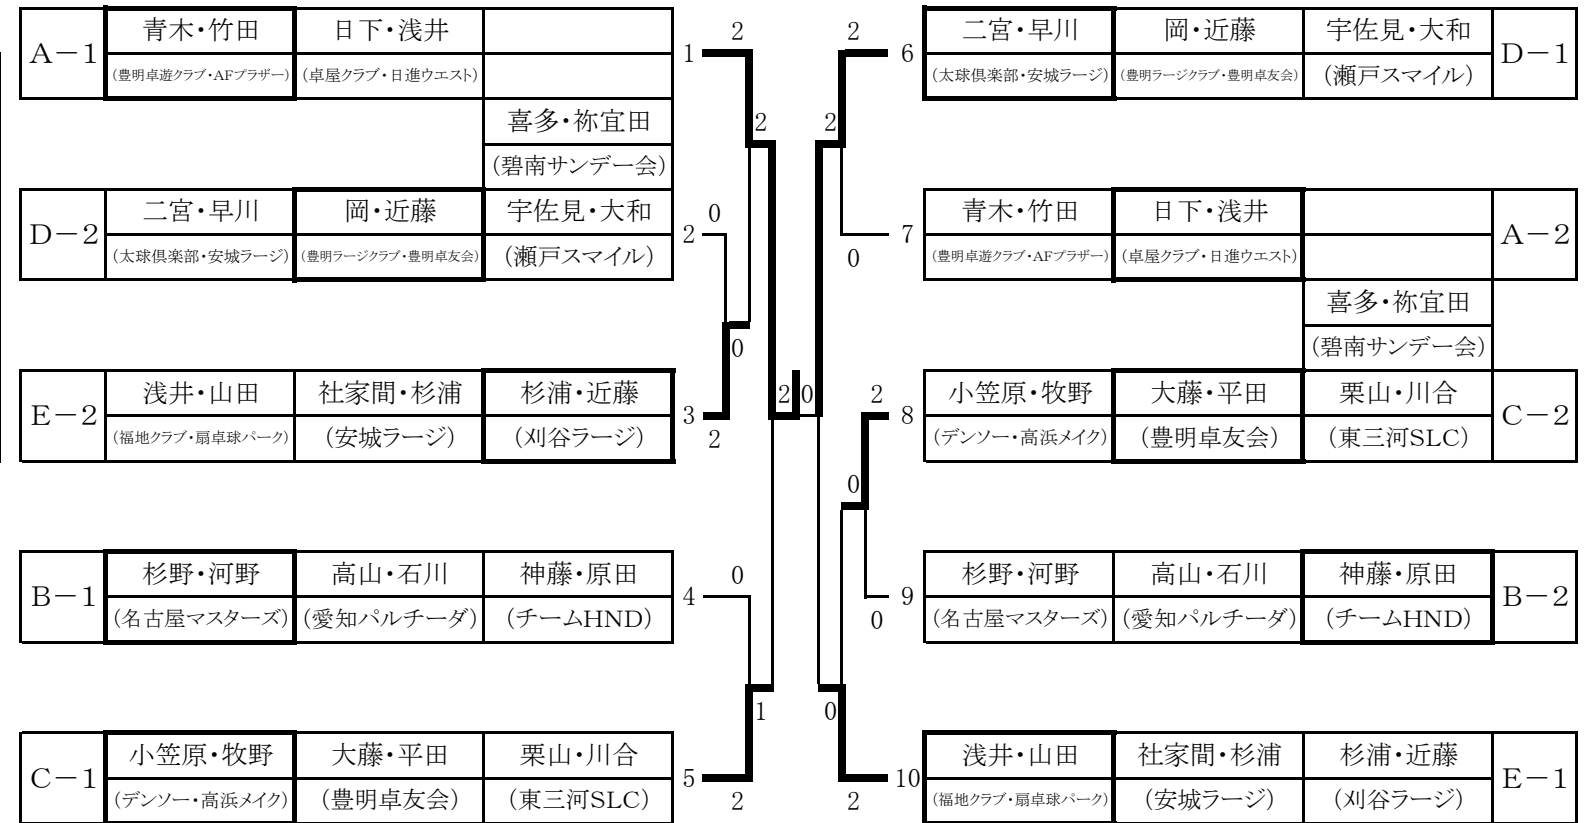 A-1
青木・竹田 日下・浅井
(豊明卓遊クラブ・AFブラザー) (卓屋クラブ・日進ウエスト)
喜多・祢宜田
(碧南サンデー会)
1
2
D-2
二宮・早川 岡・近藤 宇佐見・大和
(太球倶楽部・安城ラージ) (豊明ラージクラブ・豊明卓友会) (瀬戸スマイル)
2
0
E-2
浅井・山田 社家間・杉浦 杉浦・近藤
(福地クラブ・扇卓球パーク) (安城ラージ) (刈谷ラージ)
3
2
B-1
杉野・河野 高山・石川 神藤・原田
(名古屋マスターズ) (愛知パルチーダ) (チームHND)
4
0
C-1
小笠原・牧野 大藤・平田 栗山・川合
(デンソー・高浜メイク) (豊明卓友会) (東三河SLC)
5
2
2
0
1
2 0
2
0
0
2
6
二宮・早川 岡・近藤 宇佐見・大和
(太球倶楽部・安城ラージ) (豊明ラージクラブ・豊明卓友会) (瀬戸スマイル)
D-1
0
7
青木・竹田 日下・浅井
(豊明卓遊クラブ・AFブラザー) (卓屋クラブ・日進ウエスト)
A-2
喜多・祢宜田
(碧南サンデー会)
2
8
小笠原・牧野 大藤・平田 栗山・川合
(デンソー・高浜メイク) (豊明卓友会) (東三河SLC)
C-2
0
9
杉野・河野 高山・石川 神藤・原田
(名古屋マスターズ) (愛知パルチーダ) (チームHND)
B-2
2
10
浅井・山田 社家間・杉浦 杉浦・近藤
(福地クラブ・扇卓球パーク) (安城ラージ) (刈谷ラージ)
E-1